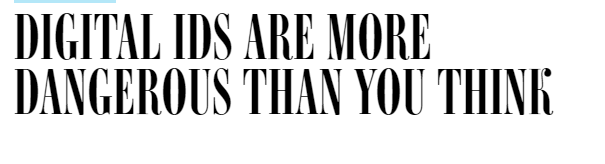 DIGITAL IDS ARE MORE
DANGEROUS THAN YOU THINK